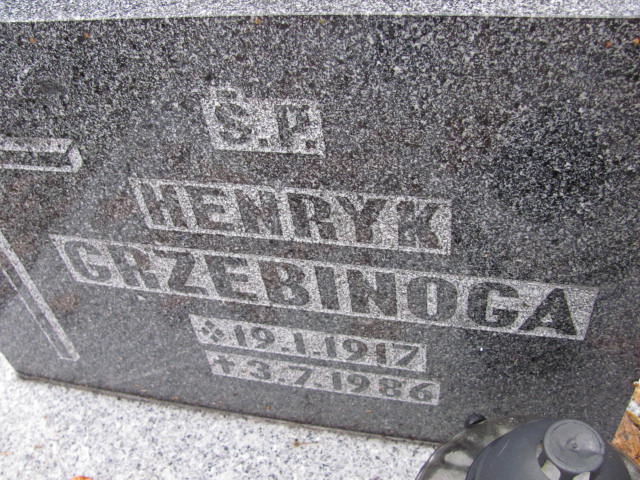 Ś.P.
HENRYK
GRZEBINOGA
* 19.1.1917
† 3.7.1986